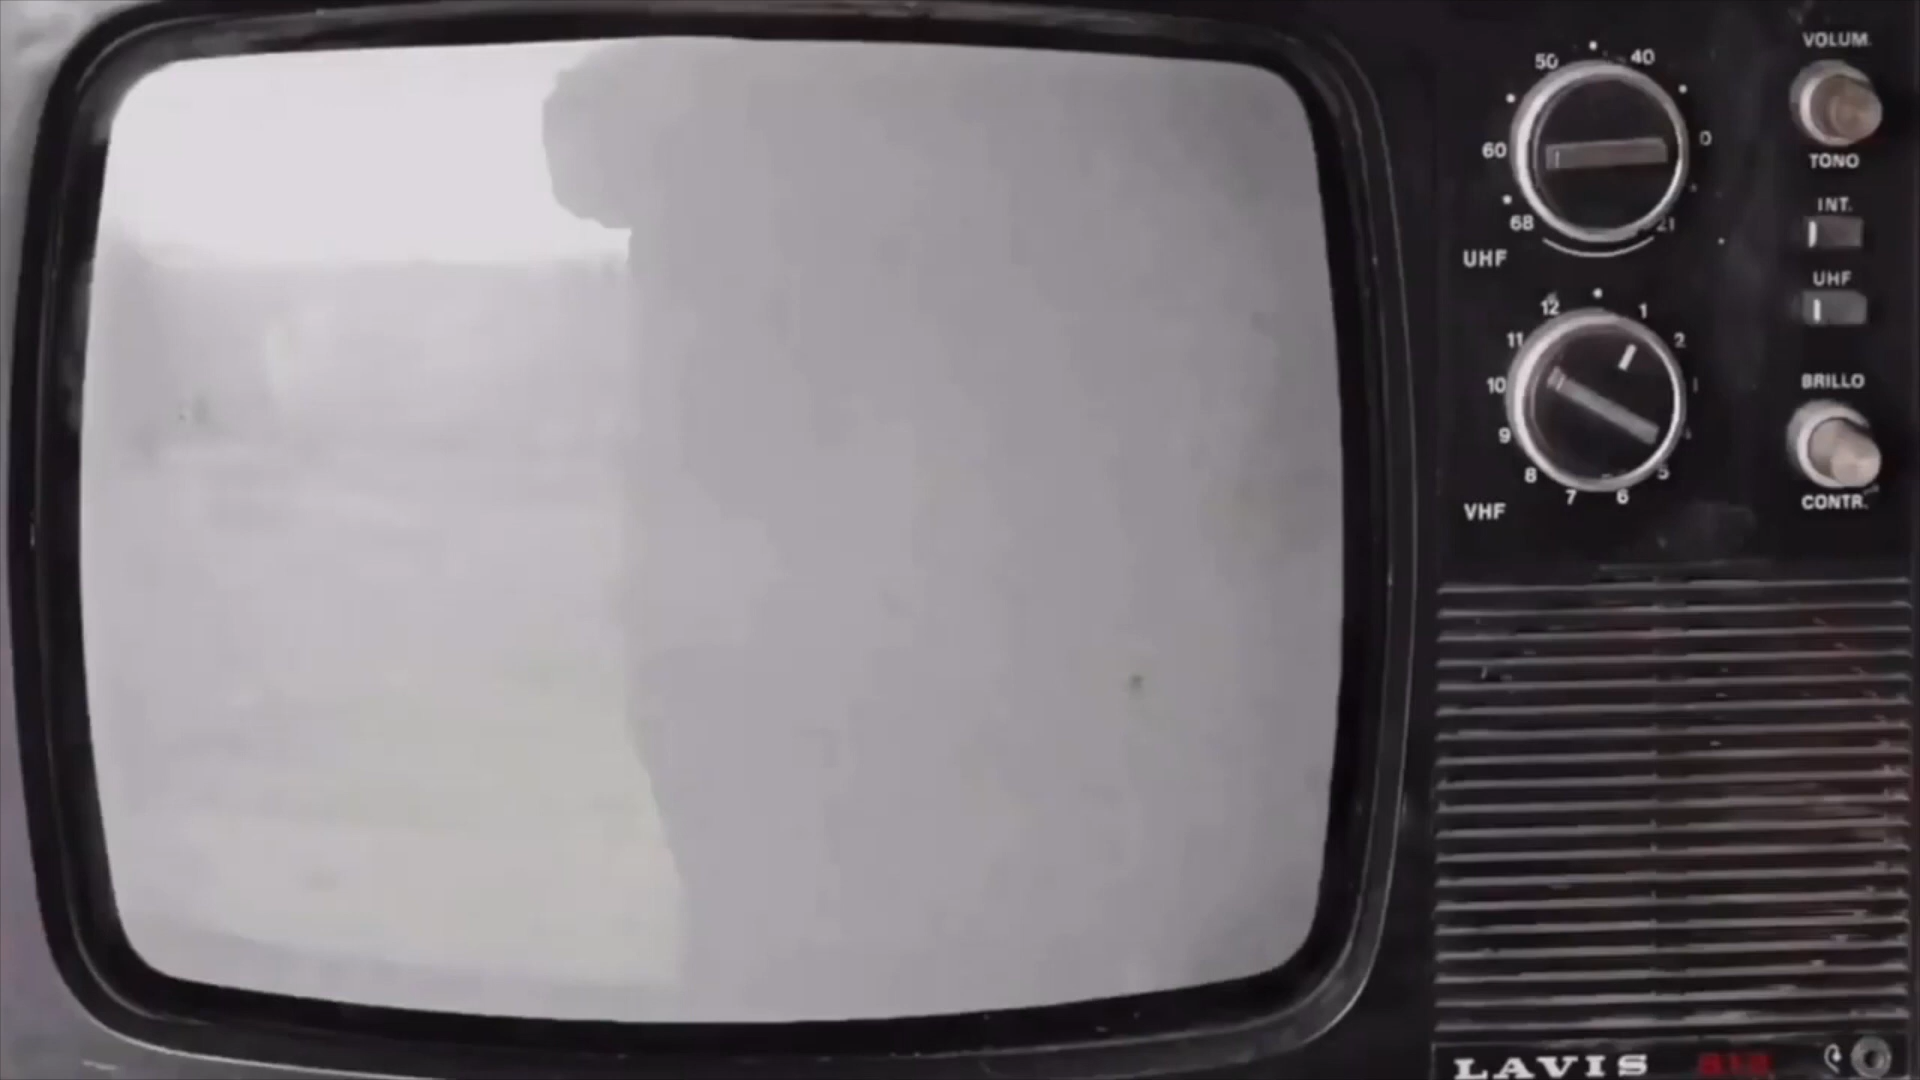 VOLUM.
50 40
60 0
TONO
68 21
INT.
UHF
UHF
12 1
11 2
10
BRILLO
9
8 5
7 6
CONTR.
VHF
LAVIS